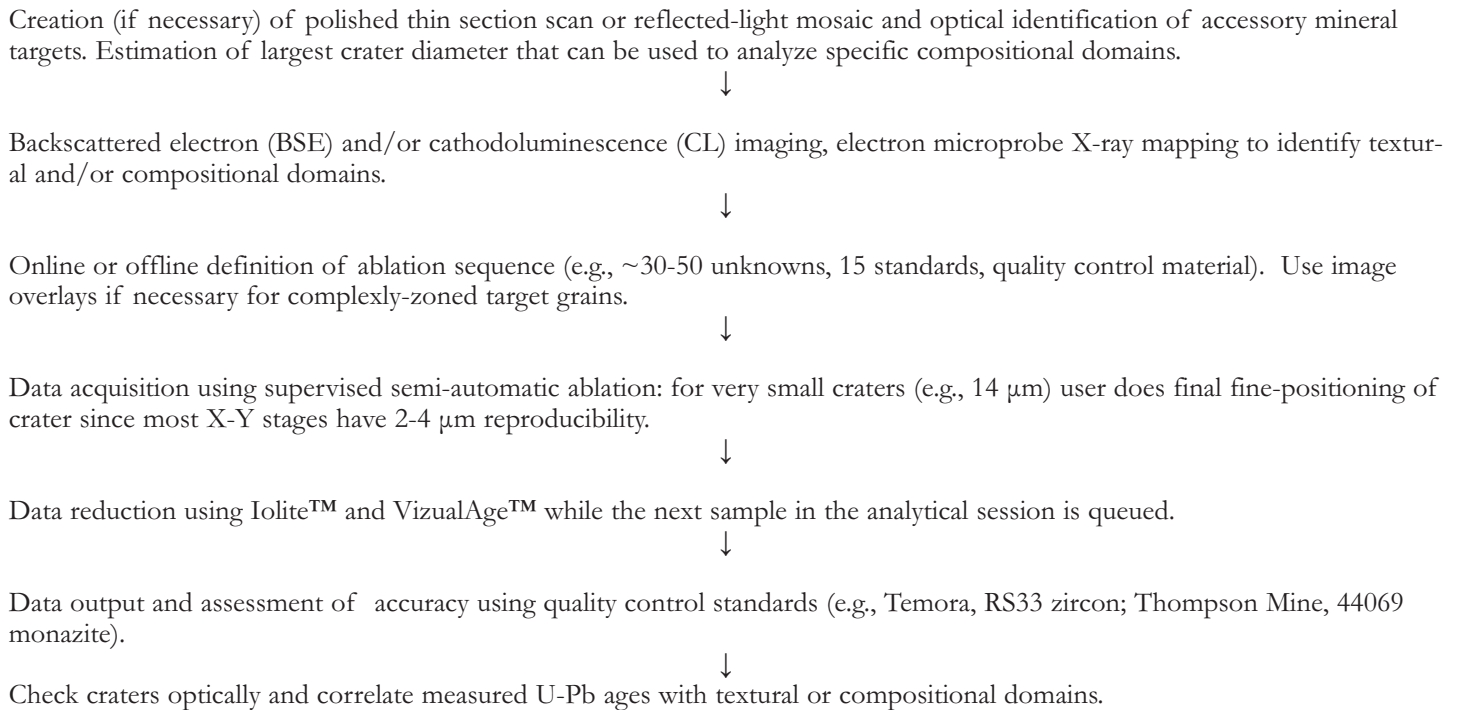 Creation (if necessary) of polished thin section scan or reflected-light mosaic and optical identification of accessory mineral
targets. Estimation of largest crater diameter that can be used to analyze specific compositional domains.
↓
Backscattered electron (BSE) and/or cathodoluminescence (CL) imaging, electron microprobe X-ray mapping to identify textur-
al and/or compositional domains.
↓
Online or offline definition of ablation sequence (e.g., ~30-50 unknowns, 15 standards, quality control material).  Use image
overlays if necessary for complexly-zoned target grains.
↓
Data acquisition using supervised semi-automatic ablation: for very small craters (e.g., 14 μm) user does final fine-positioning of
crater since most X-Y stages have 2-4 μm reproducibility.
↓
Data reduction using Iolite™ and VizualAge™ while the next sample in the analytical session is queued.
↓
Data output and assessment of  accuracy using quality control standards (e.g., Temora, RS33 zircon; Thompson Mine, 44069
monazite).
↓
Check craters optically and correlate measured U-Pb ages with textural or compositional domains.